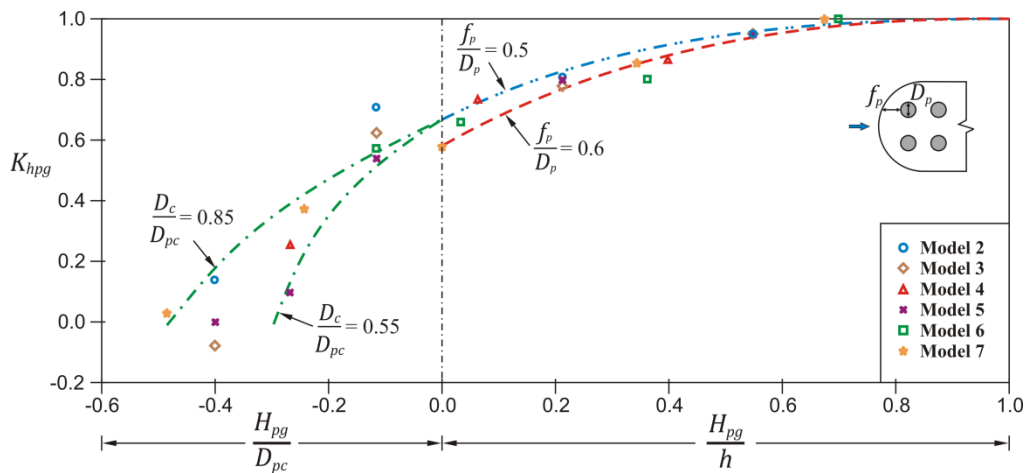 1.0
0.8
0.6
0.4
0.2
0.0
-0.2
K_hpg
f_p/D_p = 0.5
f_p/D_p = 0.6
D_c/D_pc = 0.85
D_c/D_pc = 0.55
f_p D_p
Model 2
Model 3
Model 4
Model 5
Model 6
Model 7
-0.6 -0.4 -0.2 0.0 0.2 0.4 0.6 0.8 1.0
H_pg/D_pc H_pg/h